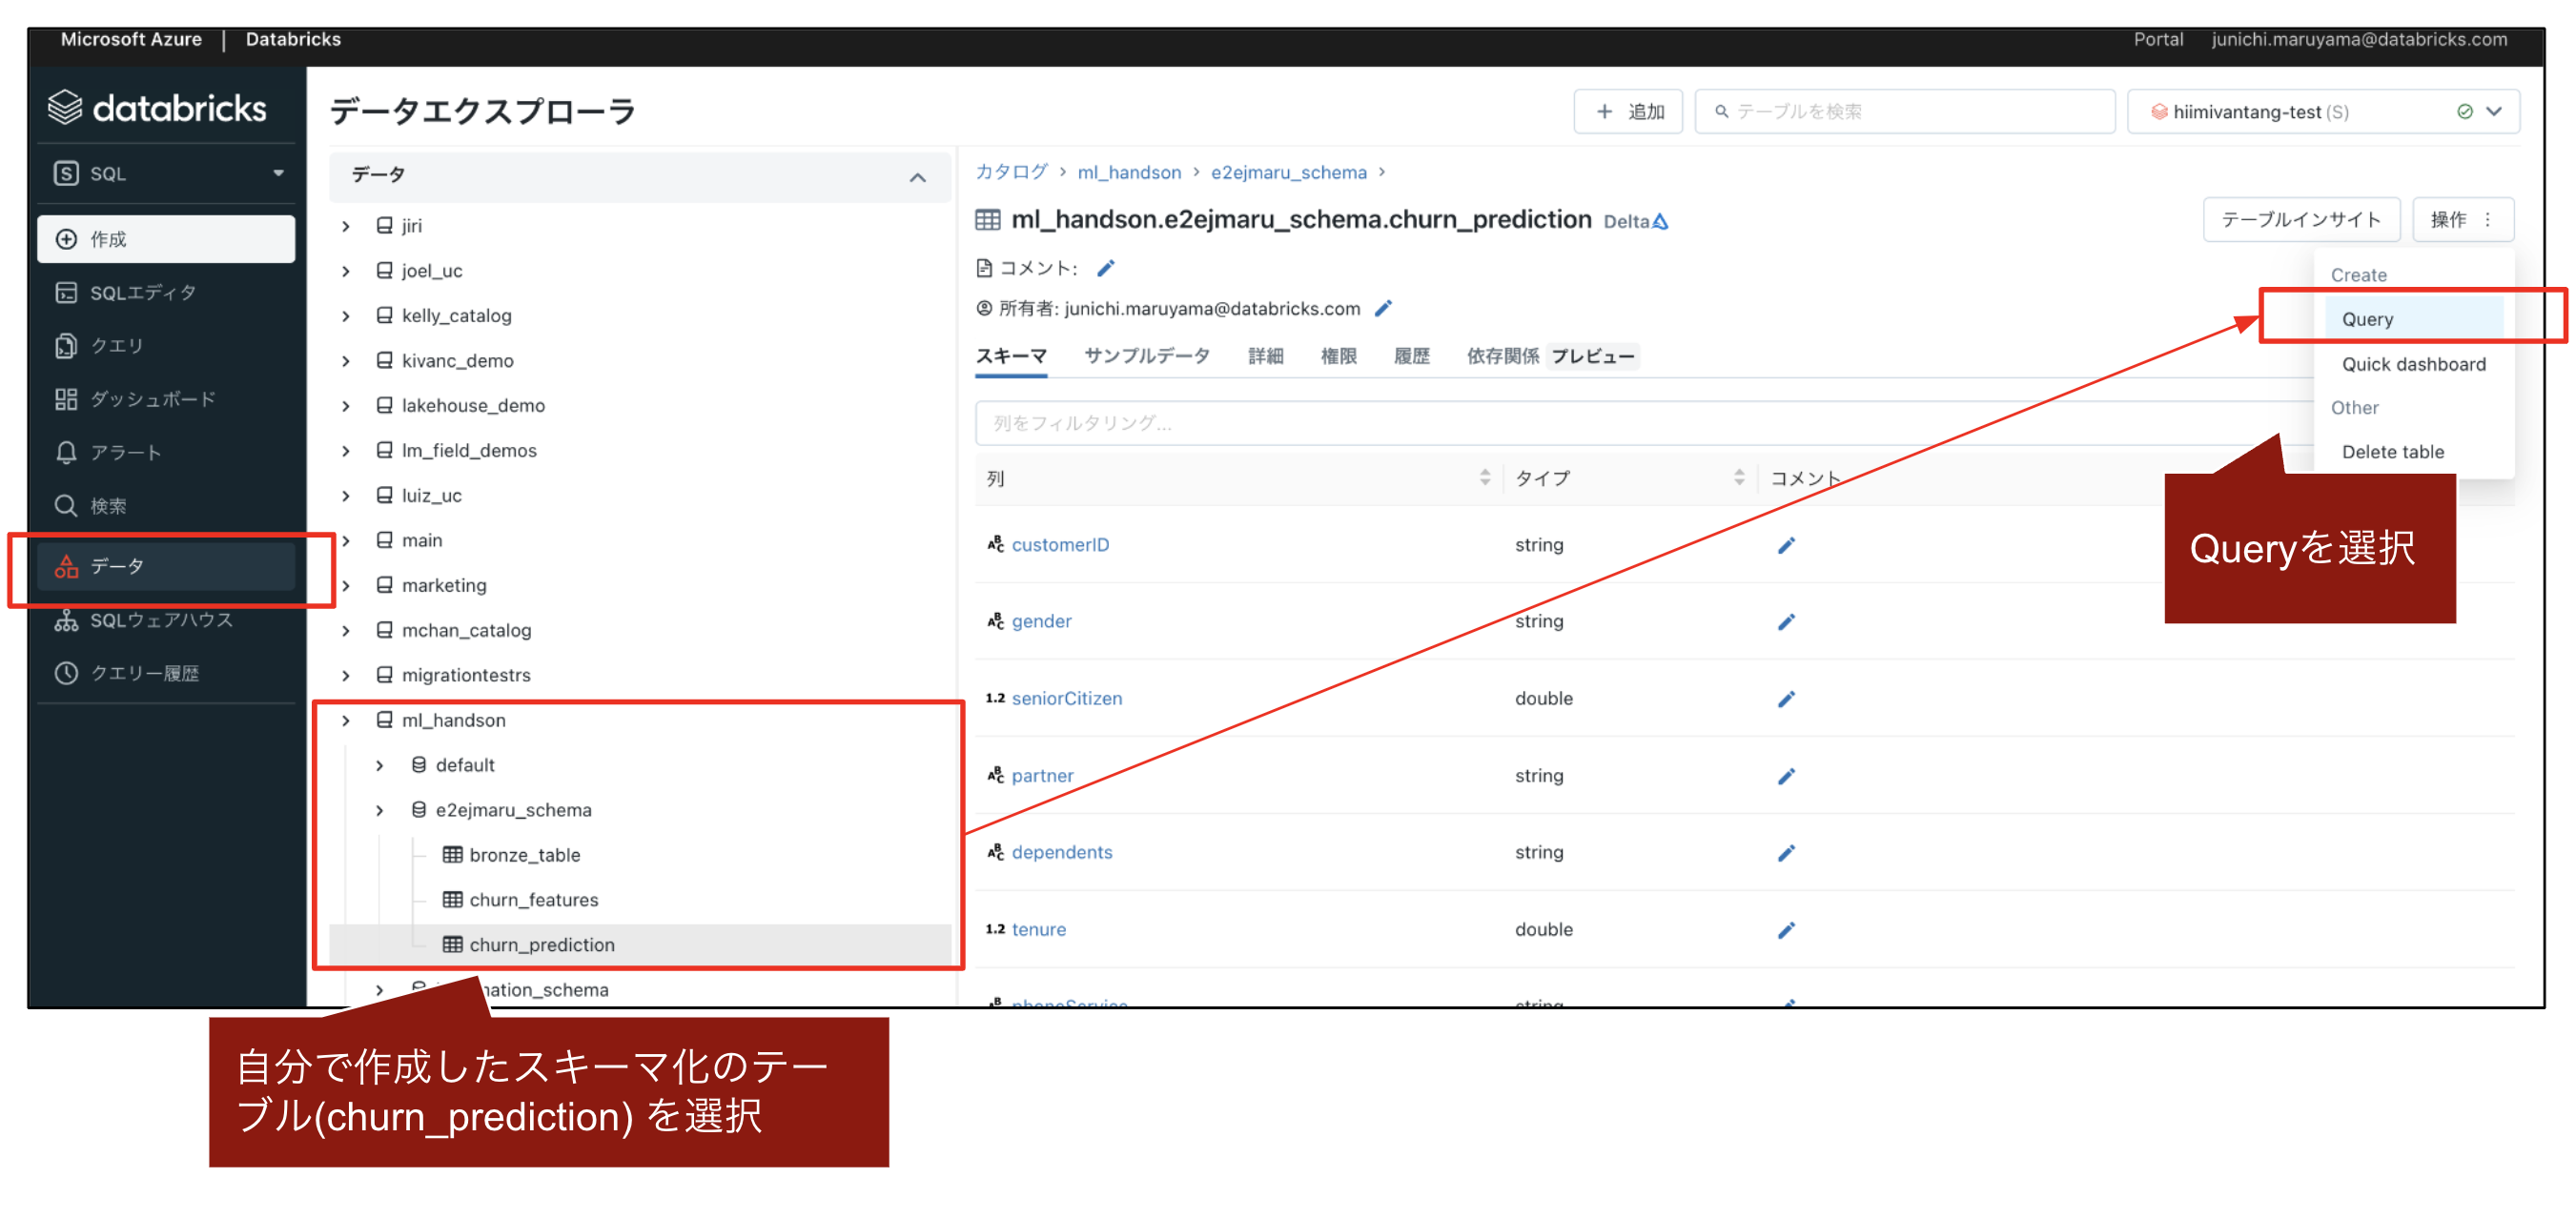 Microsoft Azure | Databricks
Portal junichi.maruyama@databricks.com
databricks
SQL
作成
SQLエディタ
クエリ
ダッシュボード
アラート
検索
データ
SQLウェアハウス
クエリー履歴
データエクスプローラ
+ 追加
テーブルを検索
hiimivantang-test (S)
データ
jiri
joel_uc
kelly_catalog
kivanc_demo
lakehouse_demo
lm_field_demos
luiz_uc
main
marketing
mchan_catalog
migrationtestrs
ml_handson
default
e2ejmaru_schema
bronze_table
churn_features
churn_prediction
mation_schema
カタログ > ml_handson > e2ejmaru_schema >
ml_handson.e2ejmaru_schema.churn_prediction Delta
テーブルインサイト
操作
コメント:
所有者: junichi.maruyama@databricks.com
スキーマ サンプルデータ 詳細 権限 履歴 依存関係 プレビュー
列をフィルタリング...
列 タイプ コメント
customerID string
gender string
1.2 seniorCitizen double
partner string
dependents string
1.2 tenure double
phoneService string
Create
Query
Quick dashboard
Other
Delete table
Queryを選択
自分で作成したスキーマ化のテー
ブル(churn_prediction) を選択